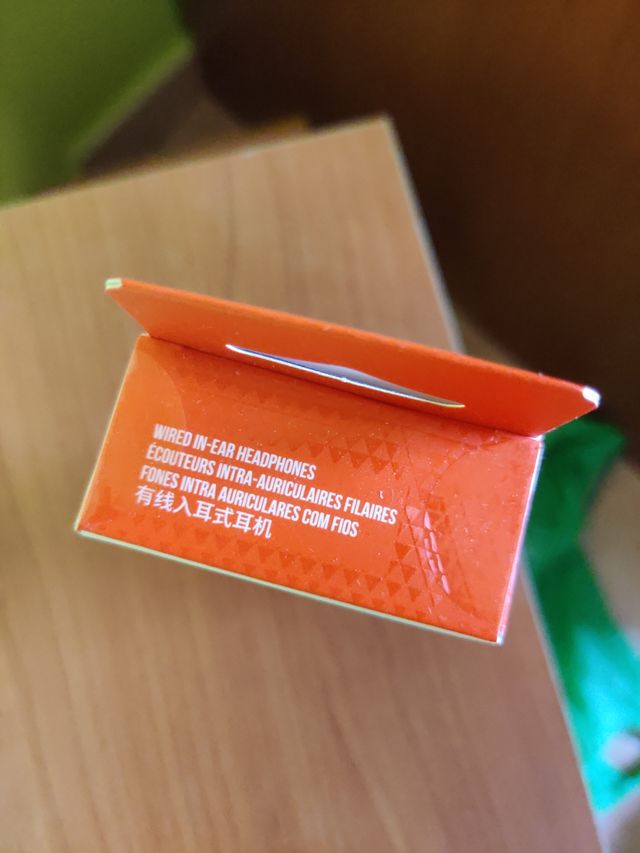 WIRED IN-EAR HEADPHONES
ÉCOUTEURS INTRA-AURICULAIRES FILAIRES
FONES INTRA AURICULARES COM FIOS
有线入耳式耳机